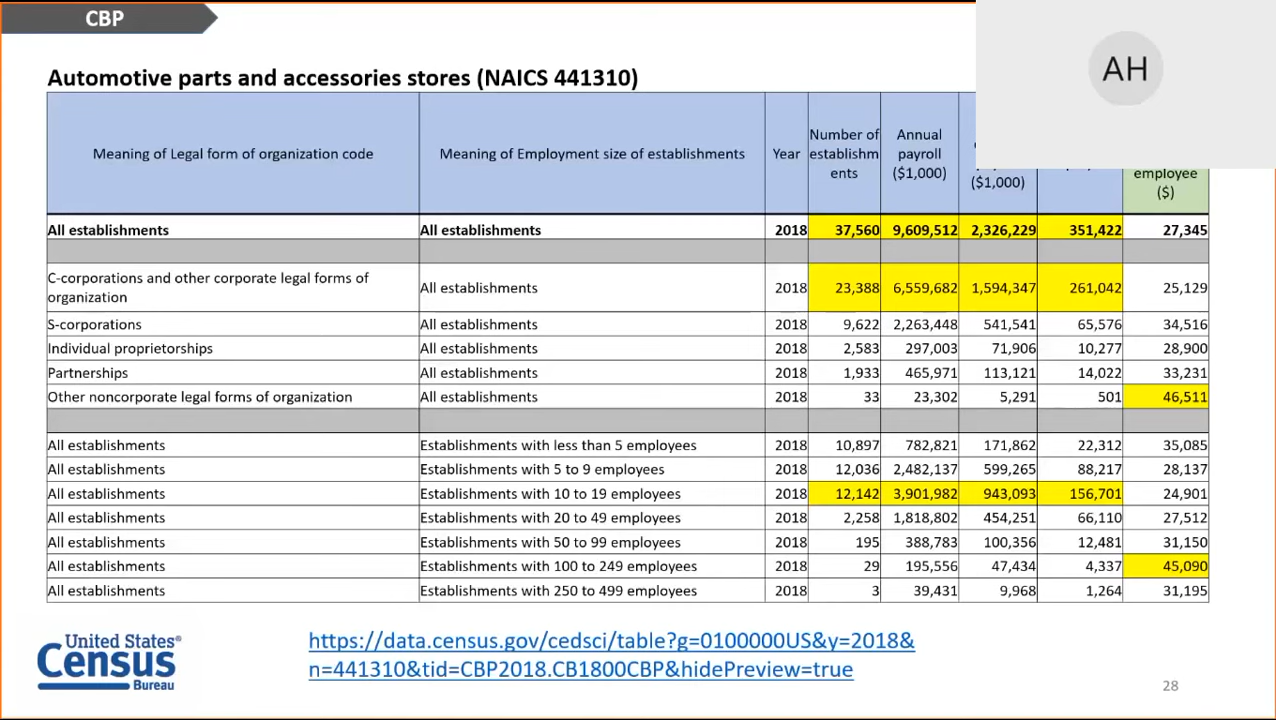 CBP
AH
Automotive parts and accessories stores (NAICS 441310)
Meaning of Legal form of organization code Meaning of Employment size of establishments Year Number of establishments Annual payroll ($1,000) ($1,000) employee ($)
All establishments All establishments 2018 37,560 9,609,512 2,326,229 351,422 27,345
C-corporations and other corporate legal forms of
organization All establishments 2018 23,388 6,559,682 1,594,347 261,042 25,129
S-corporations All establishments 2018 9,622 2,263,448 541,541 65,576 34,516
Individual proprietorships All establishments 2018 2,583 297,003 71,906 10,277 28,900
Partnerships All establishments 2018 1,933 465,971 113,121 14,022 33,231
Other noncorporate legal forms of organization All establishments 2018 33 23,302 5,291 501 46,511
All establishments Establishments with less than 5 employees 2018 10,897 782,821 171,862 22,312 35,085
All establishments Establishments with 5 to 9 employees 2018 12,036 2,482,137 599,265 88,217 28,137
All establishments Establishments with 10 to 19 employees 2018 12,142 3,901,982 943,093 156,701 24,901
All establishments Establishments with 20 to 49 employees 2018 2,258 1,818,802 454,251 66,110 27,512
All establishments Establishments with 50 to 99 employees 2018 195 388,783 100,356 12,481 31,150
All establishments Establishments with 100 to 249 employees 2018 29 195,556 47,434 4,337 45,090
All establishments Establishments with 250 to 499 employees 2018 3 39,431 9,968 1,264 31,195
United States®
Census
Bureau
https://data.census.gov/cedsci/table?g=0100000US&y=2018&
n=441310&tid=CBP2018.CB1800CBP&hidePreview=true
28